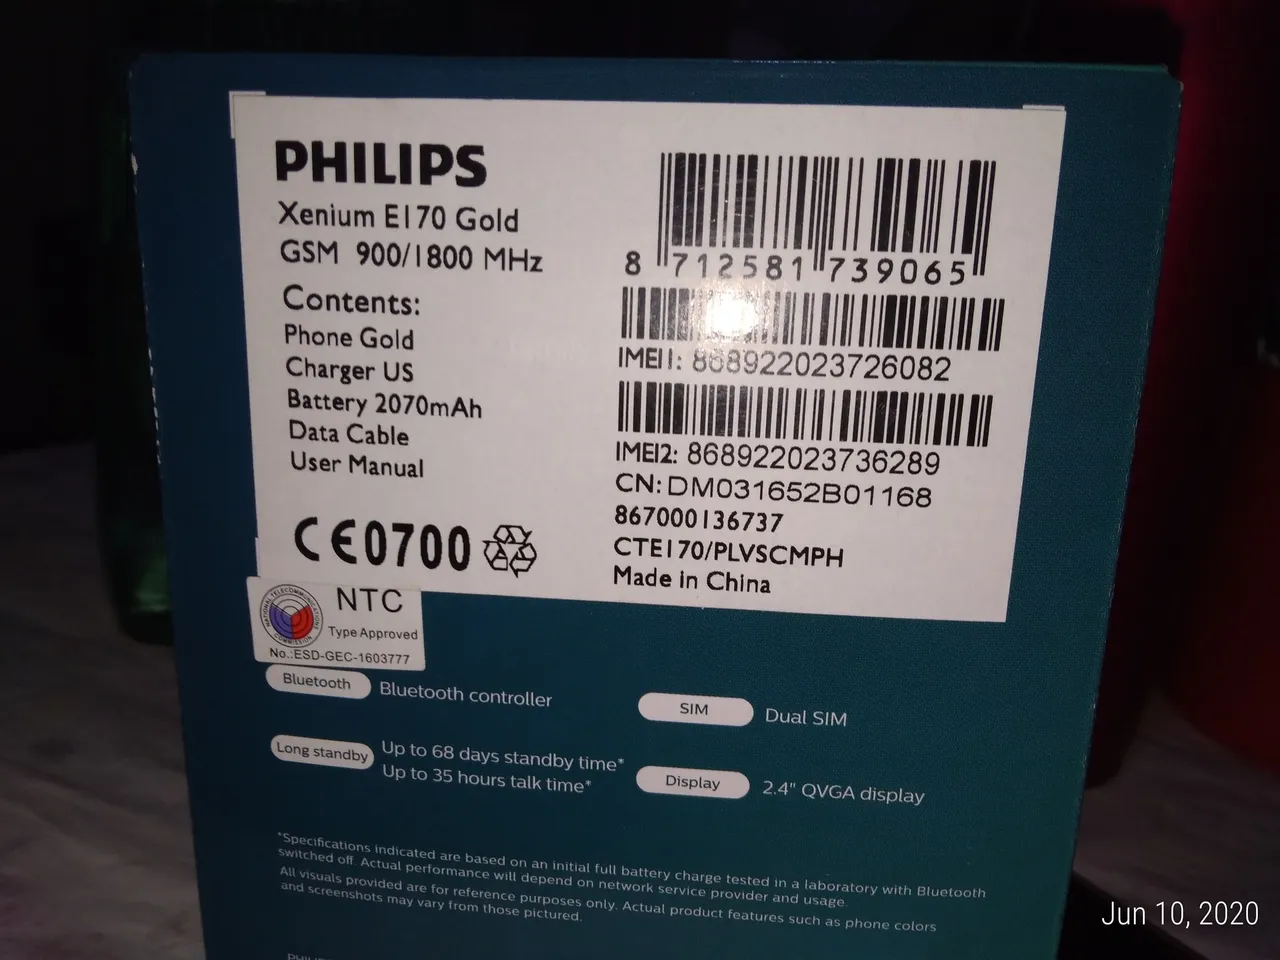 PHILIPS
Xenium E170 Gold
GSM 900/1800 MHz
Contents:
Phone Gold
Charger US
Battery 2070mAh
Data Cable
User Manual
CE0700
8 712581 739065
IMEI1: 868922023726082
IMEI2: 868922023736289
CN: DM031652B01168
867000136737
CTE170/PLVSCMPH
Made in China
NATIONAL TELECOMMUNICATIONS COMMISSION
NTC
Type Approved
No.:ESD-GEC-1603777
Bluetooth Bluetooth controller
SIM Dual SIM
Long standby Up to 68 days standby time*
Up to 35 hours talk time*
Display 2.4" QVGA display
*Specifications indicated are based on an initial full battery charge tested in a laboratory with Bluetooth
switched off. Actual performance will depend on network service provider and usage.
All visuals provided are for reference purposes only. Actual product features such as phone colors
and screenshots may vary from those pictured.
Jun 10, 2020